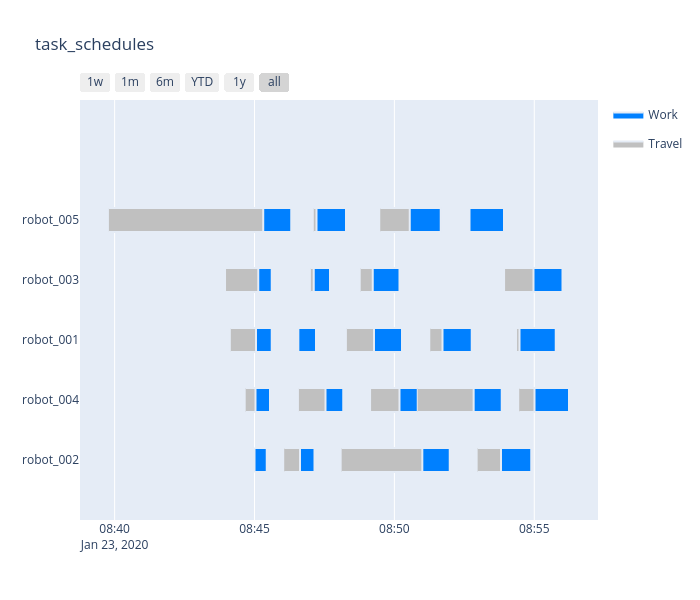 task_schedules
1w 1m 6m YTD 1y all
Work
Travel
robot_005
robot_003
robot_001
robot_004
robot_002
08:40 08:45 08:50 08:55
Jan 23, 2020